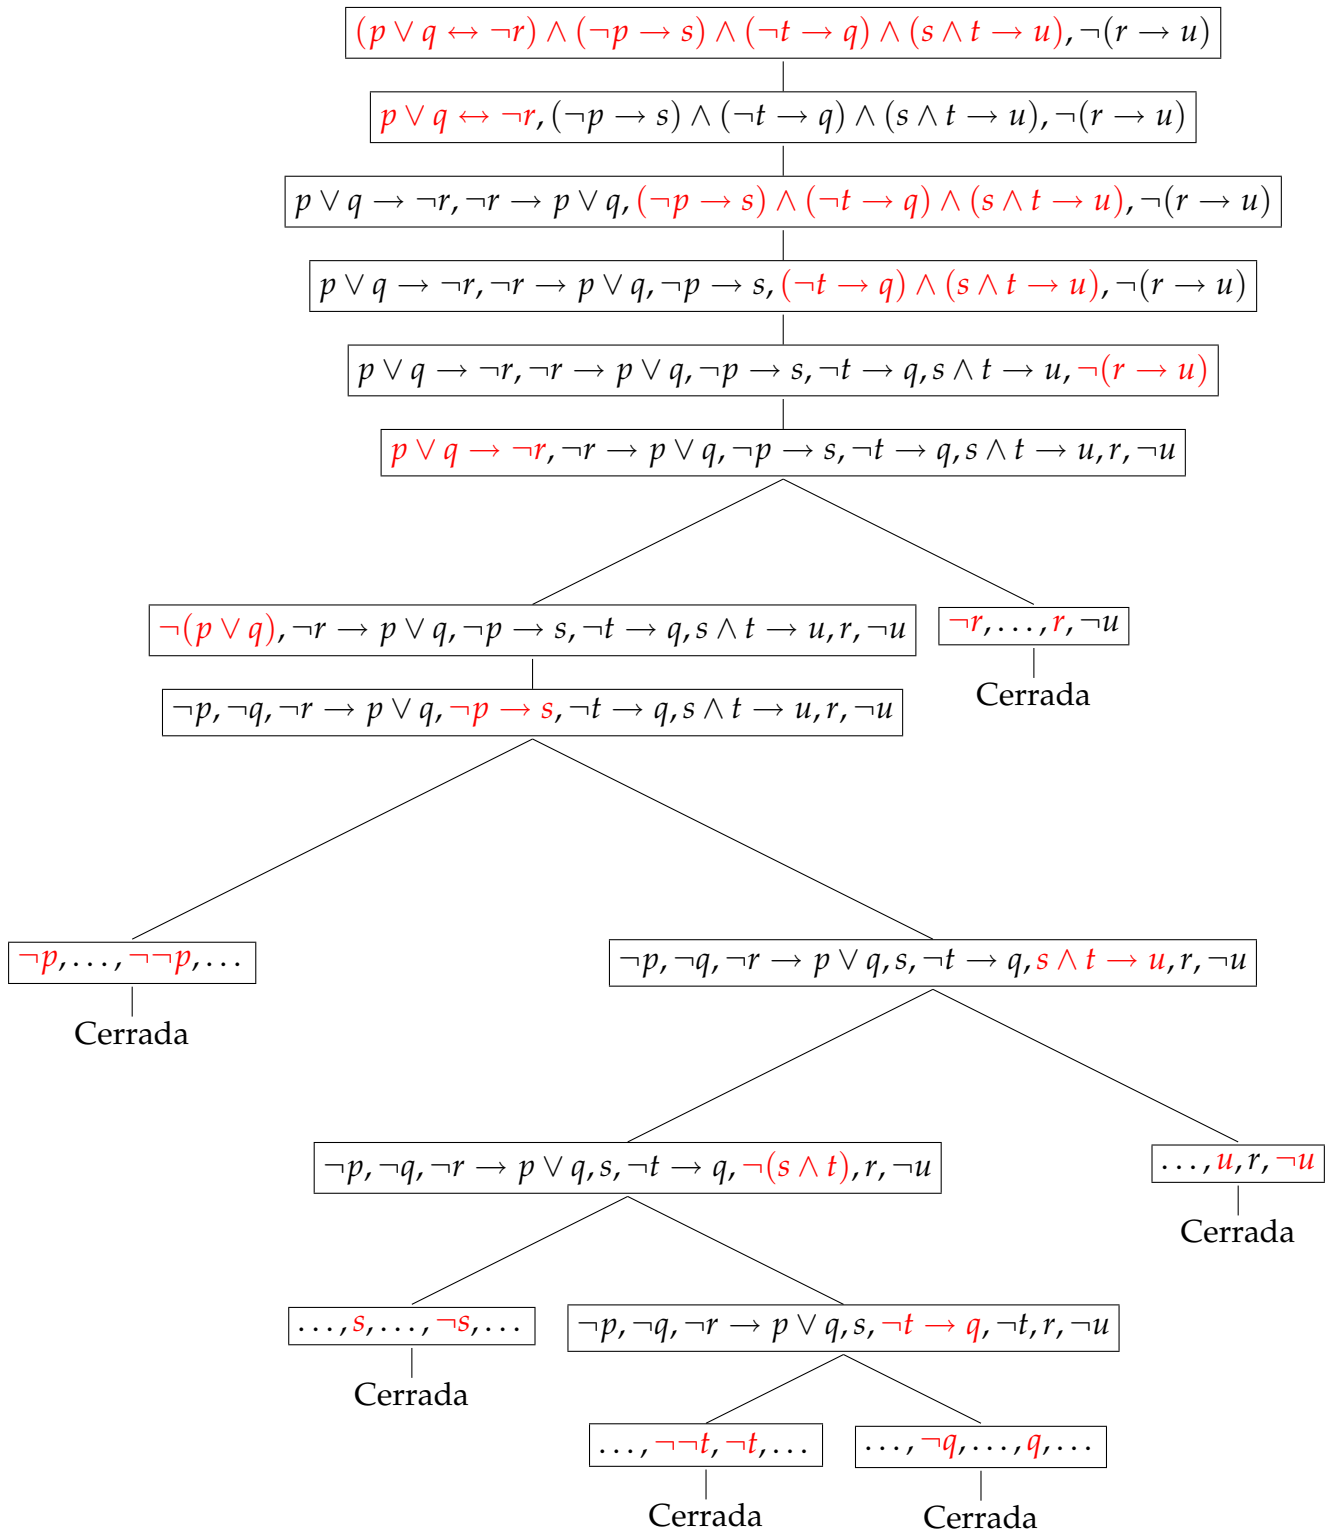 (p ∨ q ↔ ¬r) ∧ (¬p → s) ∧ (¬t → q) ∧ (s ∧ t → u), ¬(r → u)
p ∨ q ↔ ¬r, (¬p → s) ∧ (¬t → q) ∧ (s ∧ t → u), ¬(r → u)
p ∨ q → ¬r, ¬r → p ∨ q, (¬p → s) ∧ (¬t → q) ∧ (s ∧ t → u), ¬(r → u)
p ∨ q → ¬r, ¬r → p ∨ q, ¬p → s, (¬t → q) ∧ (s ∧ t → u), ¬(r → u)
p ∨ q → ¬r, ¬r → p ∨ q, ¬p → s, ¬t → q, s ∧ t → u, ¬(r → u)
p ∨ q → ¬r, ¬r → p ∨ q, ¬p → s, ¬t → q, s ∧ t → u, r, ¬u
¬(p ∨ q), ¬r → p ∨ q, ¬p → s, ¬t → q, s ∧ t → u, r, ¬u
¬r, . . . , r, ¬u
Cerrada
¬p, ¬q, ¬r → p ∨ q, ¬p → s, ¬t → q, s ∧ t → u, r, ¬u
¬p, . . . , ¬¬p, . . .
Cerrada
¬p, ¬q, ¬r → p ∨ q, s, ¬t → q, s ∧ t → u, r, ¬u
¬p, ¬q, ¬r → p ∨ q, s, ¬t → q, ¬(s ∧ t), r, ¬u
. . . , u, r, ¬u
Cerrada
. . . , s, . . . , ¬s, . . .
Cerrada
¬p, ¬q, ¬r → p ∨ q, s, ¬t → q, ¬t, r, ¬u
. . . , ¬¬t, ¬t, . . .
Cerrada
. . . , ¬q, . . . , q, . . .
Cerrada